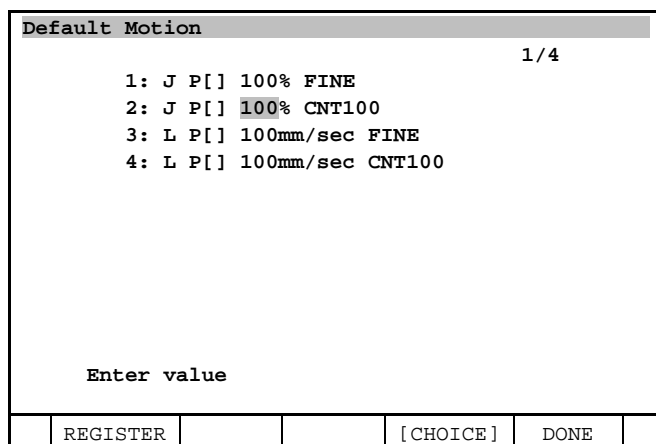 Default Motion
1/4
1: J P[] 100% FINE
2: J P[] 100% CNT100
3: L P[] 100mm/sec FINE
4: L P[] 100mm/sec CNT100
Enter value
REGISTER [CHOICE] DONE